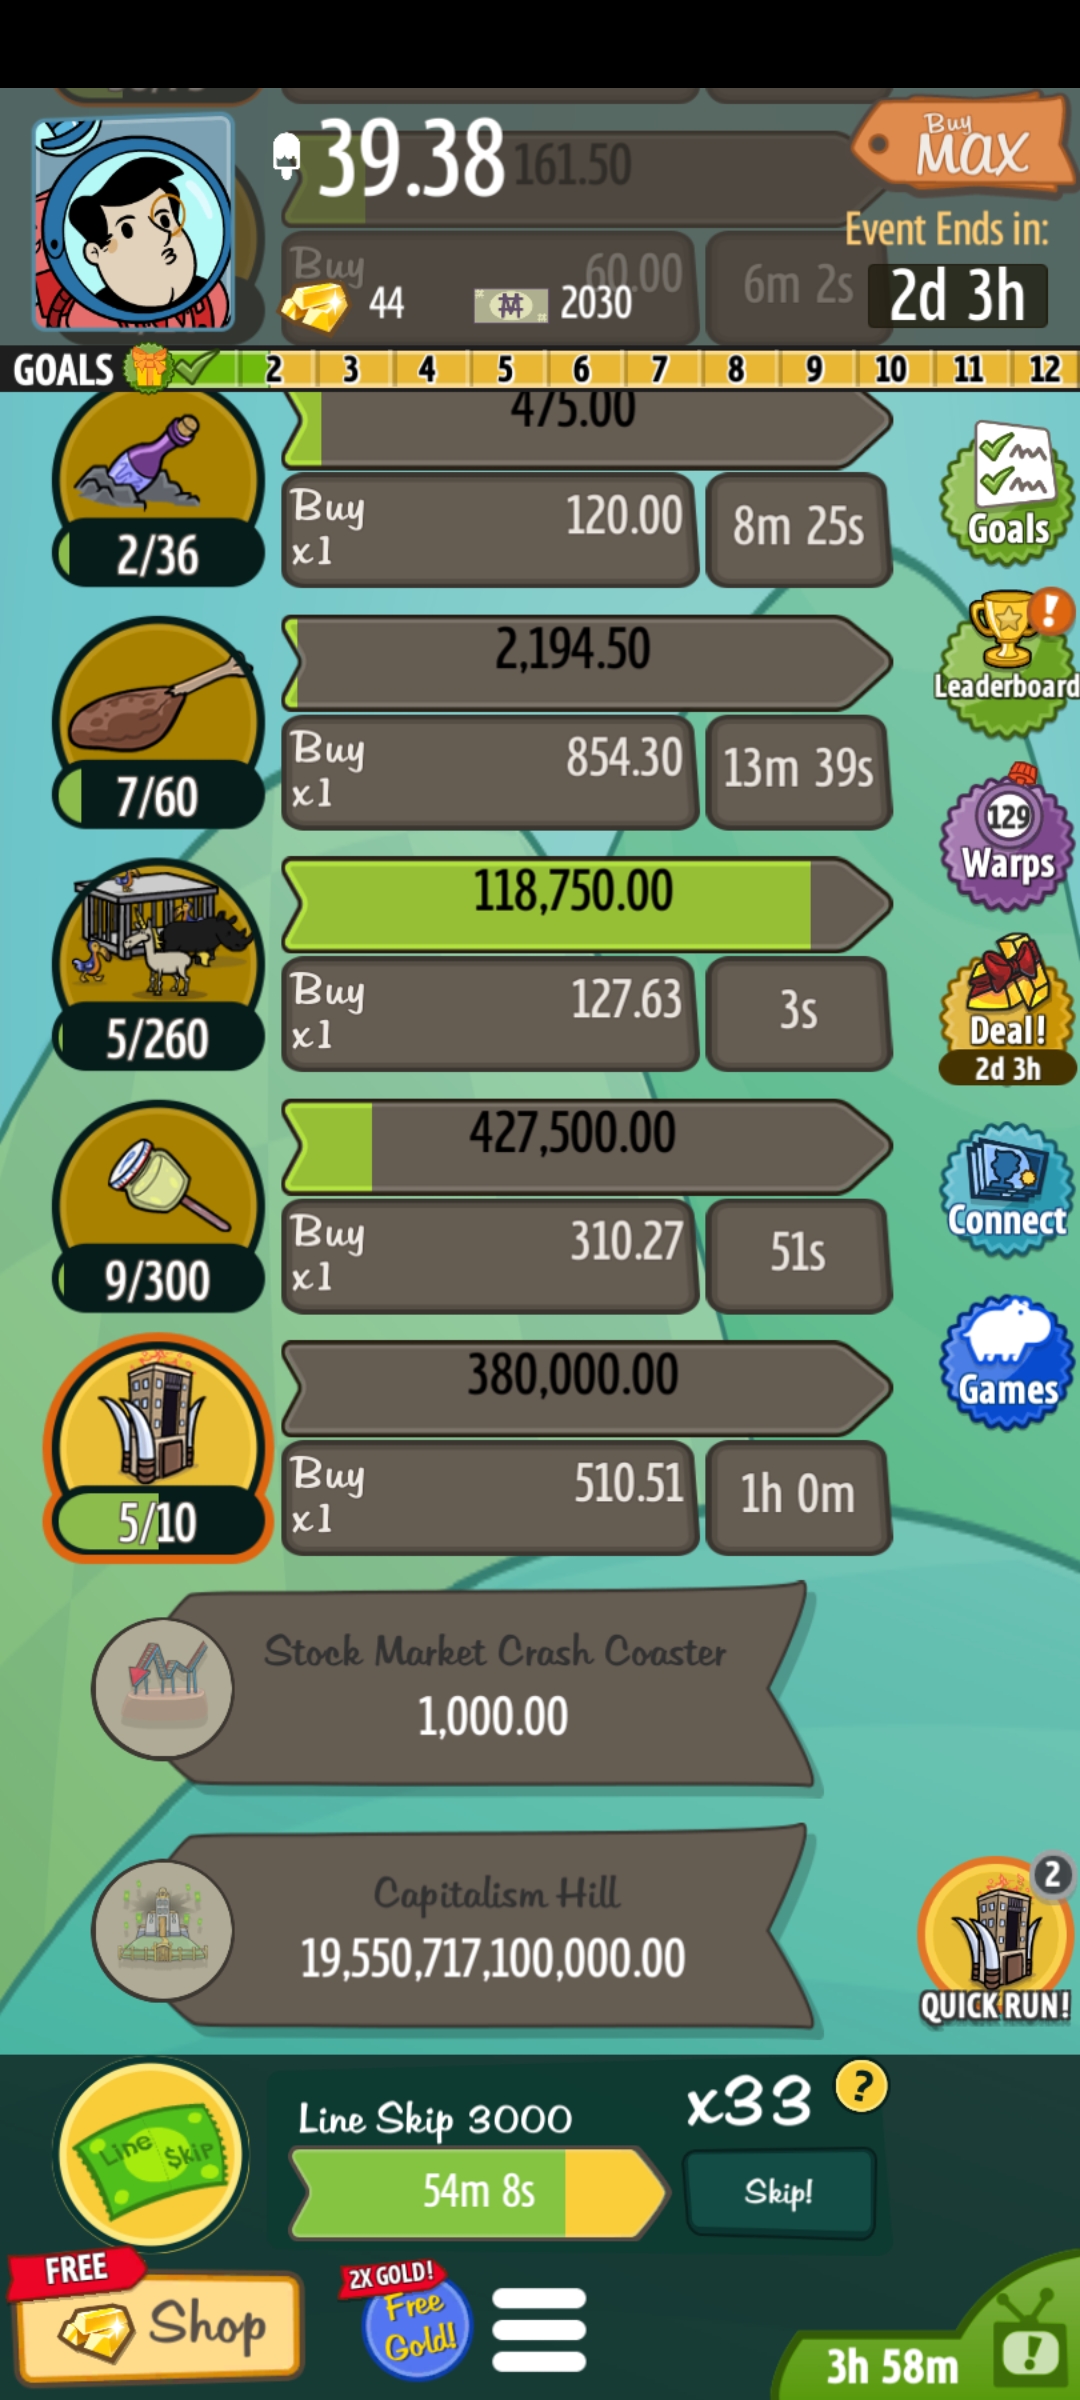 39.38
161.50
Buy
MAX
Event Ends in:
2d 3h
Buy
60.00
6m 2s
44
2030
GOALS 2 3 4 5 6 7 8 9 10 11 12
475.00
Buy
x1
120.00
8m 25s
2/36
Goals
2,194.50
Buy
x1
854.30
13m 39s
7/60
Leaderboard
129
Warps
118,750.00
Buy
x1
127.63
3s
5/260
Deal!
2d 3h
427,500.00
Buy
x1
310.27
51s
9/300
Connect
380,000.00
Buy
x1
510.51
1h 0m
5/10
Games
Stock Market Crash Coaster
1,000.00
Capitalism Hill
19,550,717,100,000.00
2
QUICK RUN!
Line $kip
Line Skip 3000
x33
?
54m 8s
Skip!
FREE
Shop
2X GOLD!
Free
Gold!
3h 58m